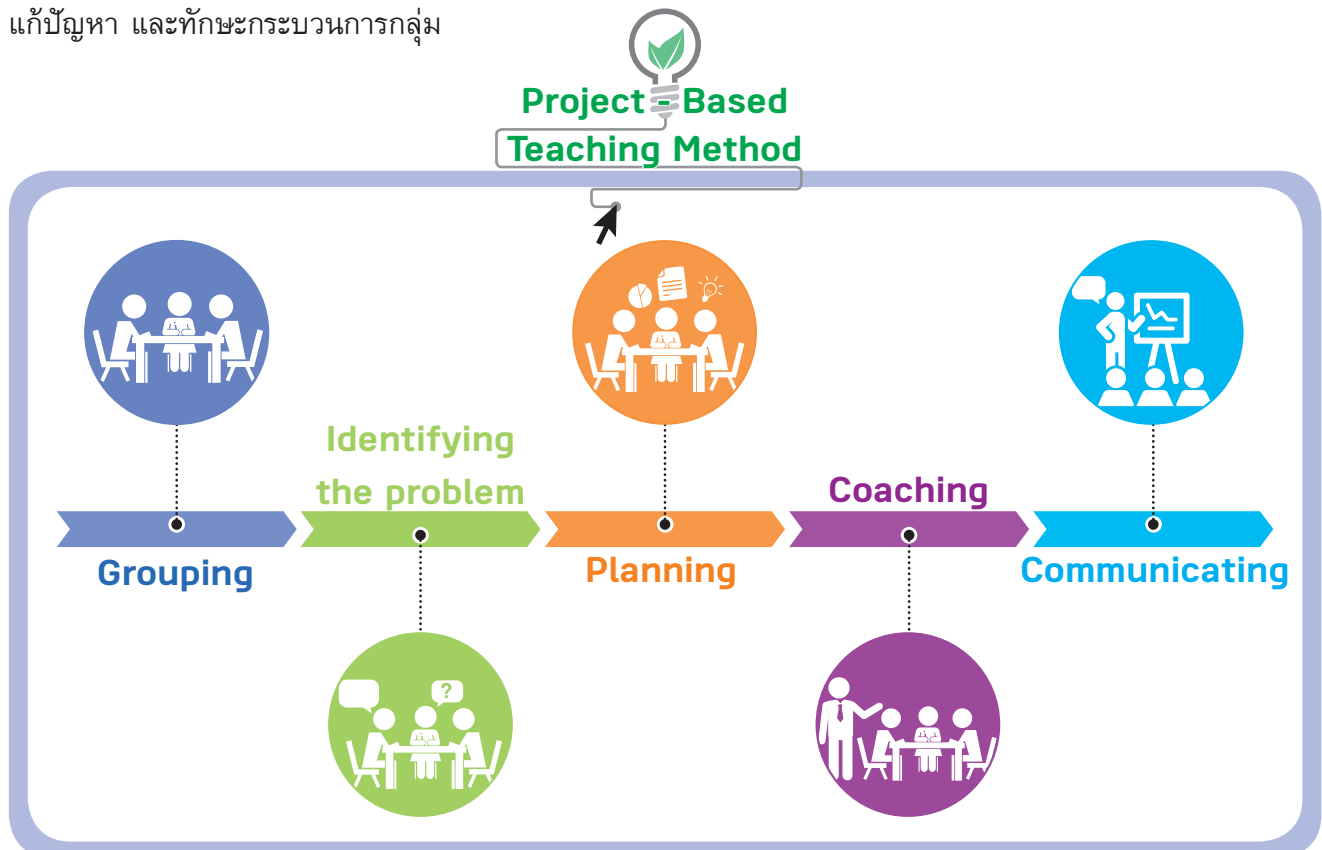 แก้ปัญหา และทักษะกระบวนการกลุ่ม
Project - Based
Teaching Method
Grouping
Identifying
the problem
?
Planning
Coaching
Communicating